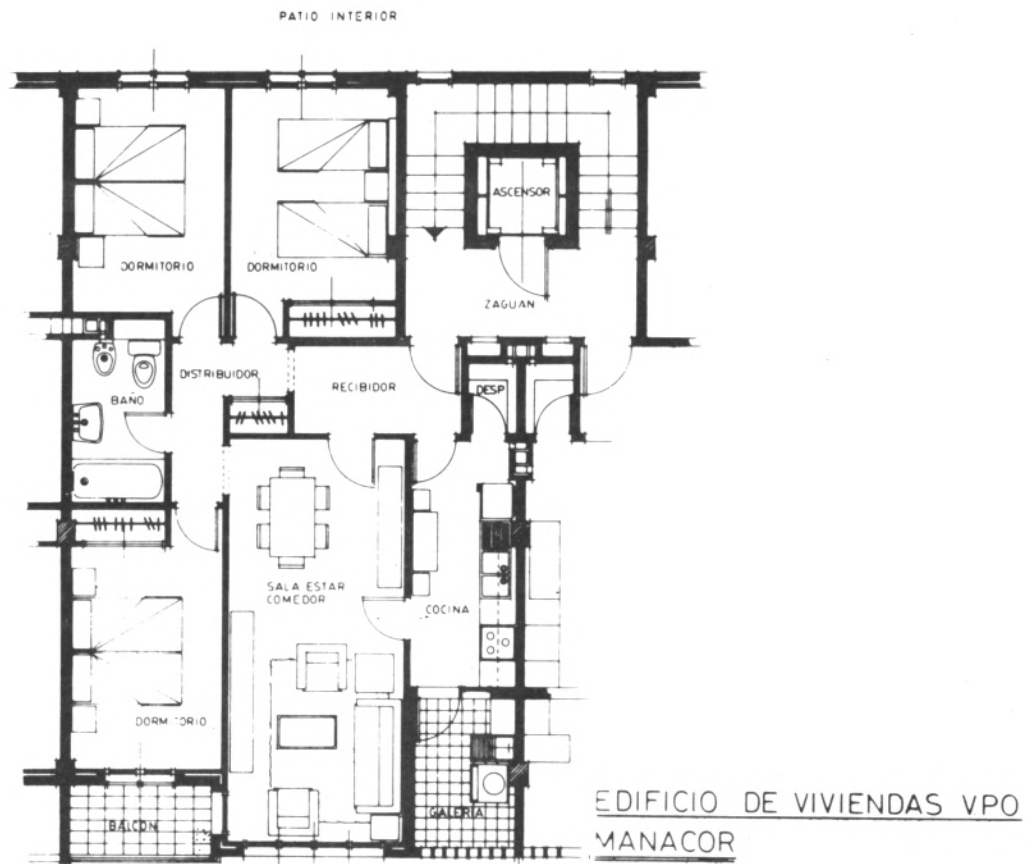 PATIO INTERIOR
ASCENSOR
DORMITORIO
DORMITORIO
ZAGUAN
DISTRIBUIDOR
RECIBIDOR
DESP
BAÑO
SALA ESTAR
COMEDOR
COCINA
DORMITORIO
GALERIA
BALCON
EDIFICIO DE VIVIENDAS VPO
MANACOR